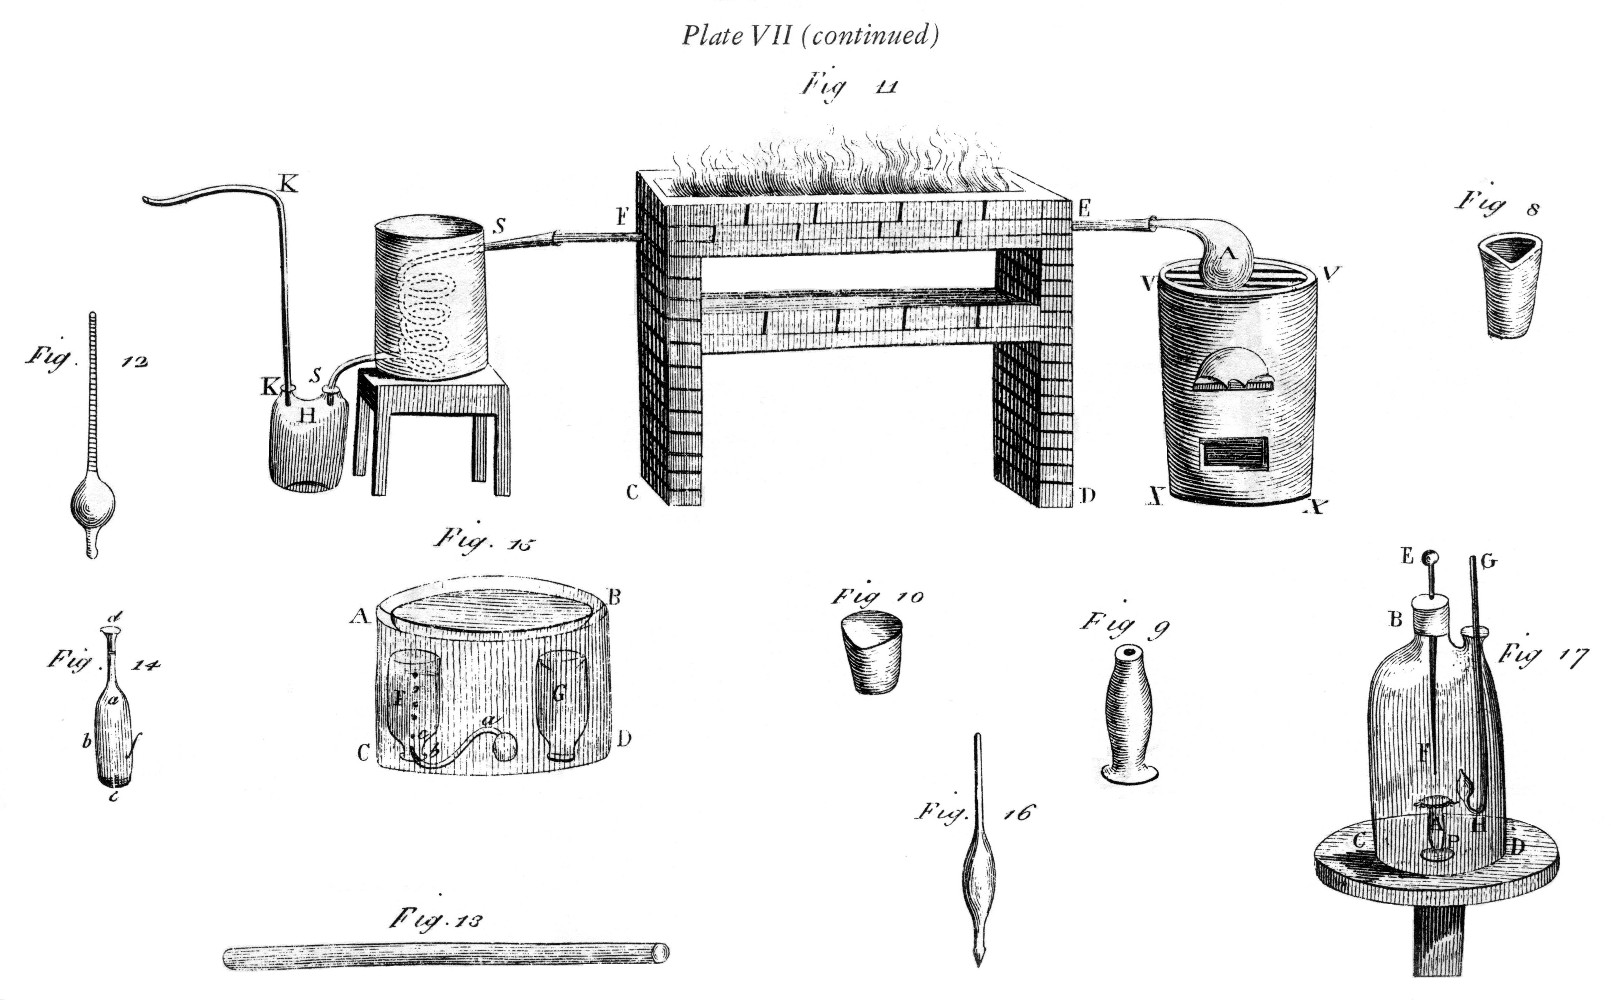 Plate VII (continued)
Fig 11
K
S
F
E
A
V
V
Fig 8
Fig. 12
K
S
H
C
D
X
X
Fig. 15
A
B
F
G
a
c
b
C
D
Fig. 14
d
a
b
f
c
Fig 10
Fig 9
E
G
B
Fig 17
F
A
H
P
C
D
Fig. 16
Fig. 13